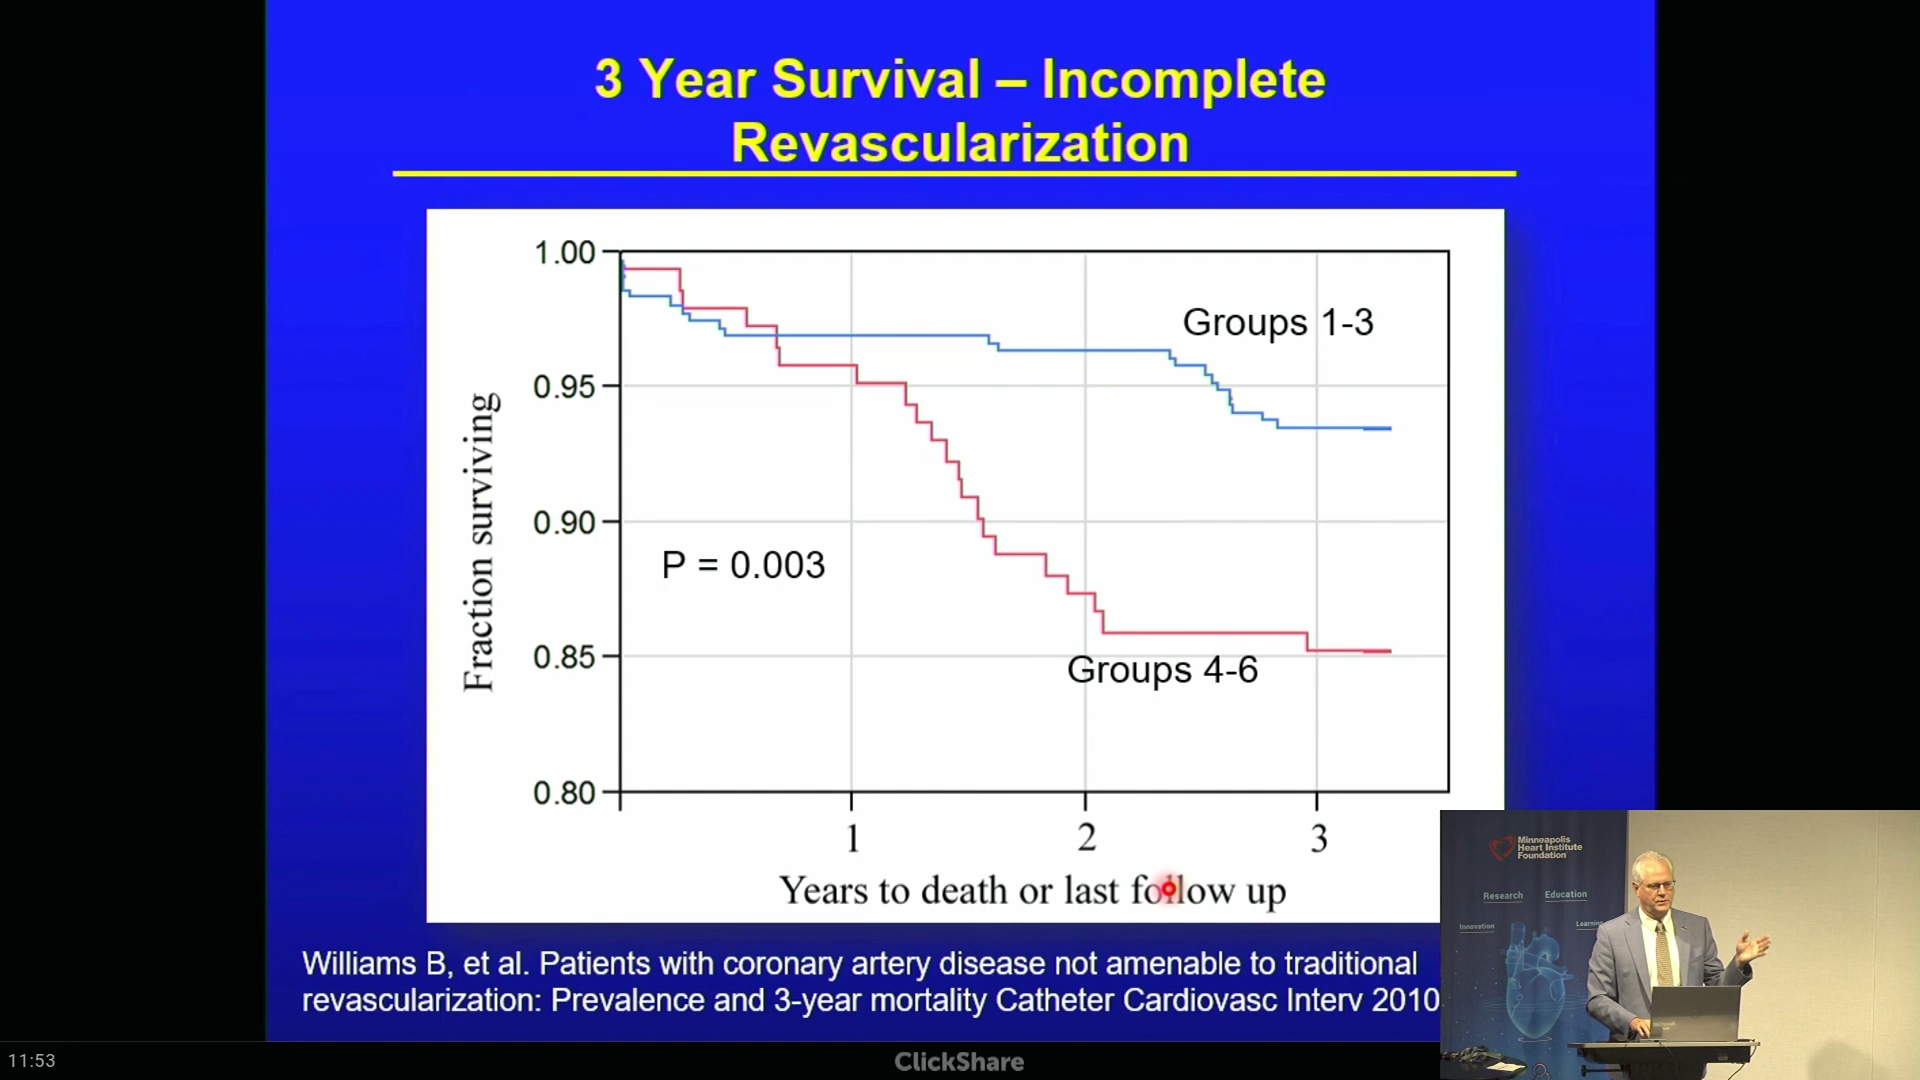 3 Year Survival – Incomplete
Revascularization
1.00
0.95
0.90
0.85
0.80
Fraction surviving
Groups 1-3
P = 0.003
Groups 4-6
1
2
3
Years to death or last follow up
Williams B, et al. Patients with coronary artery disease not amenable to traditional
revascularization: Prevalence and 3-year mortality Catheter Cardiovasc Interv 2010
Minneapolis
Heart Institute
Foundation
Research
Education
Innovation
Learning
11:53
ClickShare